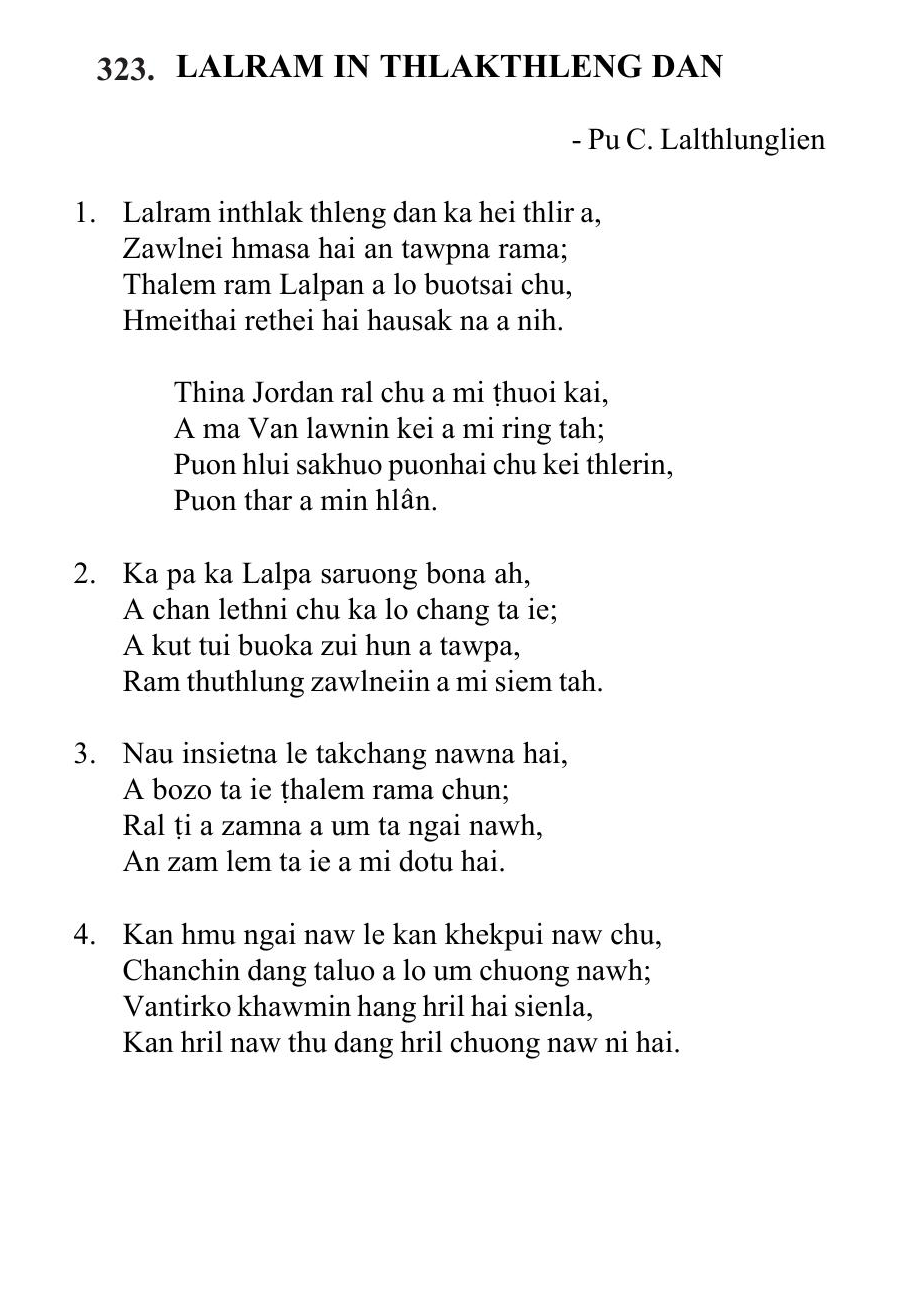 323. LALRAM IN THLAKTHLENG DAN
- Pu C. Lalthlunglien
1. Lalram inthlak thleng dan ka hei thlir a,
Zawlnei hmasa hai an tawpna rama;
Thalem ram Lalpan a lo buotsai chu,
Hmeithai rethei hai hausak na a nih.
Thina Jordan ral chu a mi ṭhuoi kai,
A ma Van lawnin kei a mi ring tah;
Puon hlui sakhuo puonhai chu kei thlerin,
Puon thar a min hlân.
2. Ka pa ka Lalpa saruong bona ah,
A chan lethni chu ka lo chang ta ie;
A kut tui buoka zui hun a tawpa,
Ram thuthlung zawlneiin a mi siem tah.
3. Nau insietna le takchang nawna hai,
A bozo ta ie ṭhalem rama chun;
Ral ṭi a zamna a um ta ngai nawh,
An zam lem ta ie a mi dotu hai.
4. Kan hmu ngai naw le kan khekpui naw chu,
Chanchin dang taluo a lo um chuong nawh;
Vantirko khawmin hang hril hai sienla,
Kan hril naw thu dang hril chuong naw ni hai.